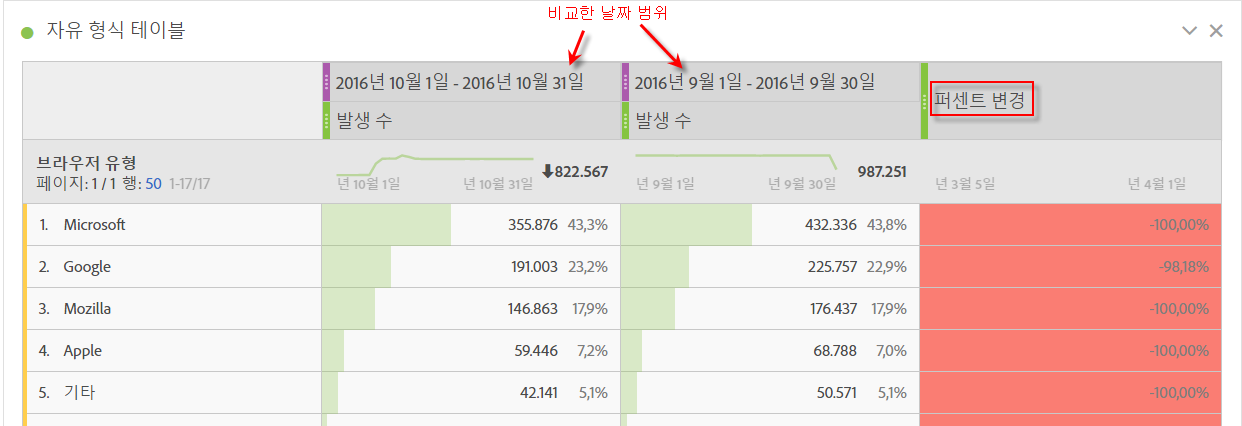 비교한 날짜 범위
자유 형식 테이블
2016년 10월 1일 - 2016년 10월 31일
2016년 9월 1일 - 2016년 9월 30일
퍼센트 변경
발생 수
발생 수
브라우저 유형
페이지: 1 / 1 행: 50 1-17/17
년 10월 1일
년 10월 31일
822.567
년 9월 1일
년 9월 30일
987.251
년 3월 5일
년 4월 1일
1. Microsoft 355.876 43,3% 432.336 43,8% -100,00%
2. Google 191.003 23,2% 225.757 22,9% -98,18%
3. Mozilla 146.863 17,9% 176.437 17,9% -100,00%
4. Apple 59.446 7,2% 68.788 7,0% -100,00%
5. 기타 42.141 5,1% 50.571 5,1% -100,00%